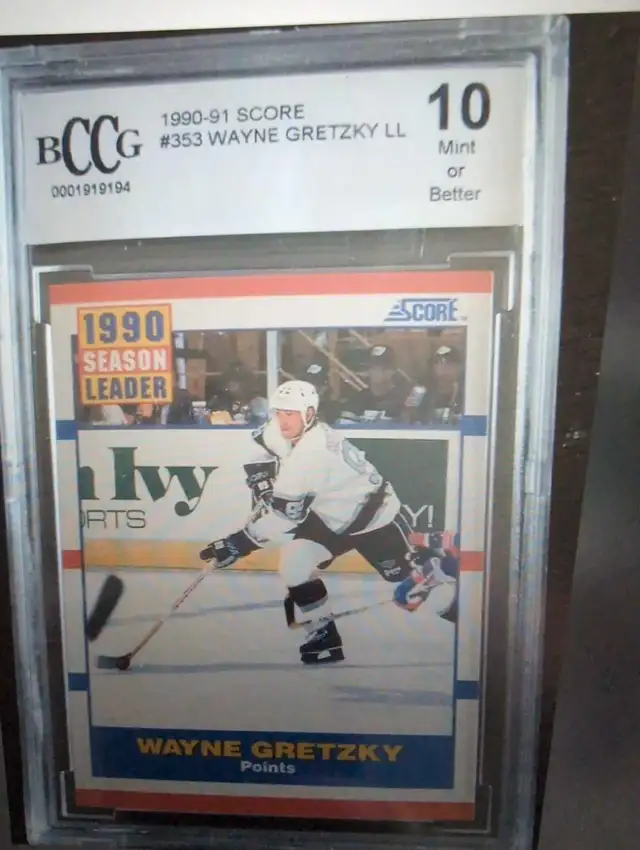 BCCG
0001919194
1990-91 SCORE
#353 WAYNE GRETZKY LL
10
Mint
or
Better
SCORE
1990
SEASON
LEADER
Ivy
ORTS
Y!
WAYNE GRETZKY
Points